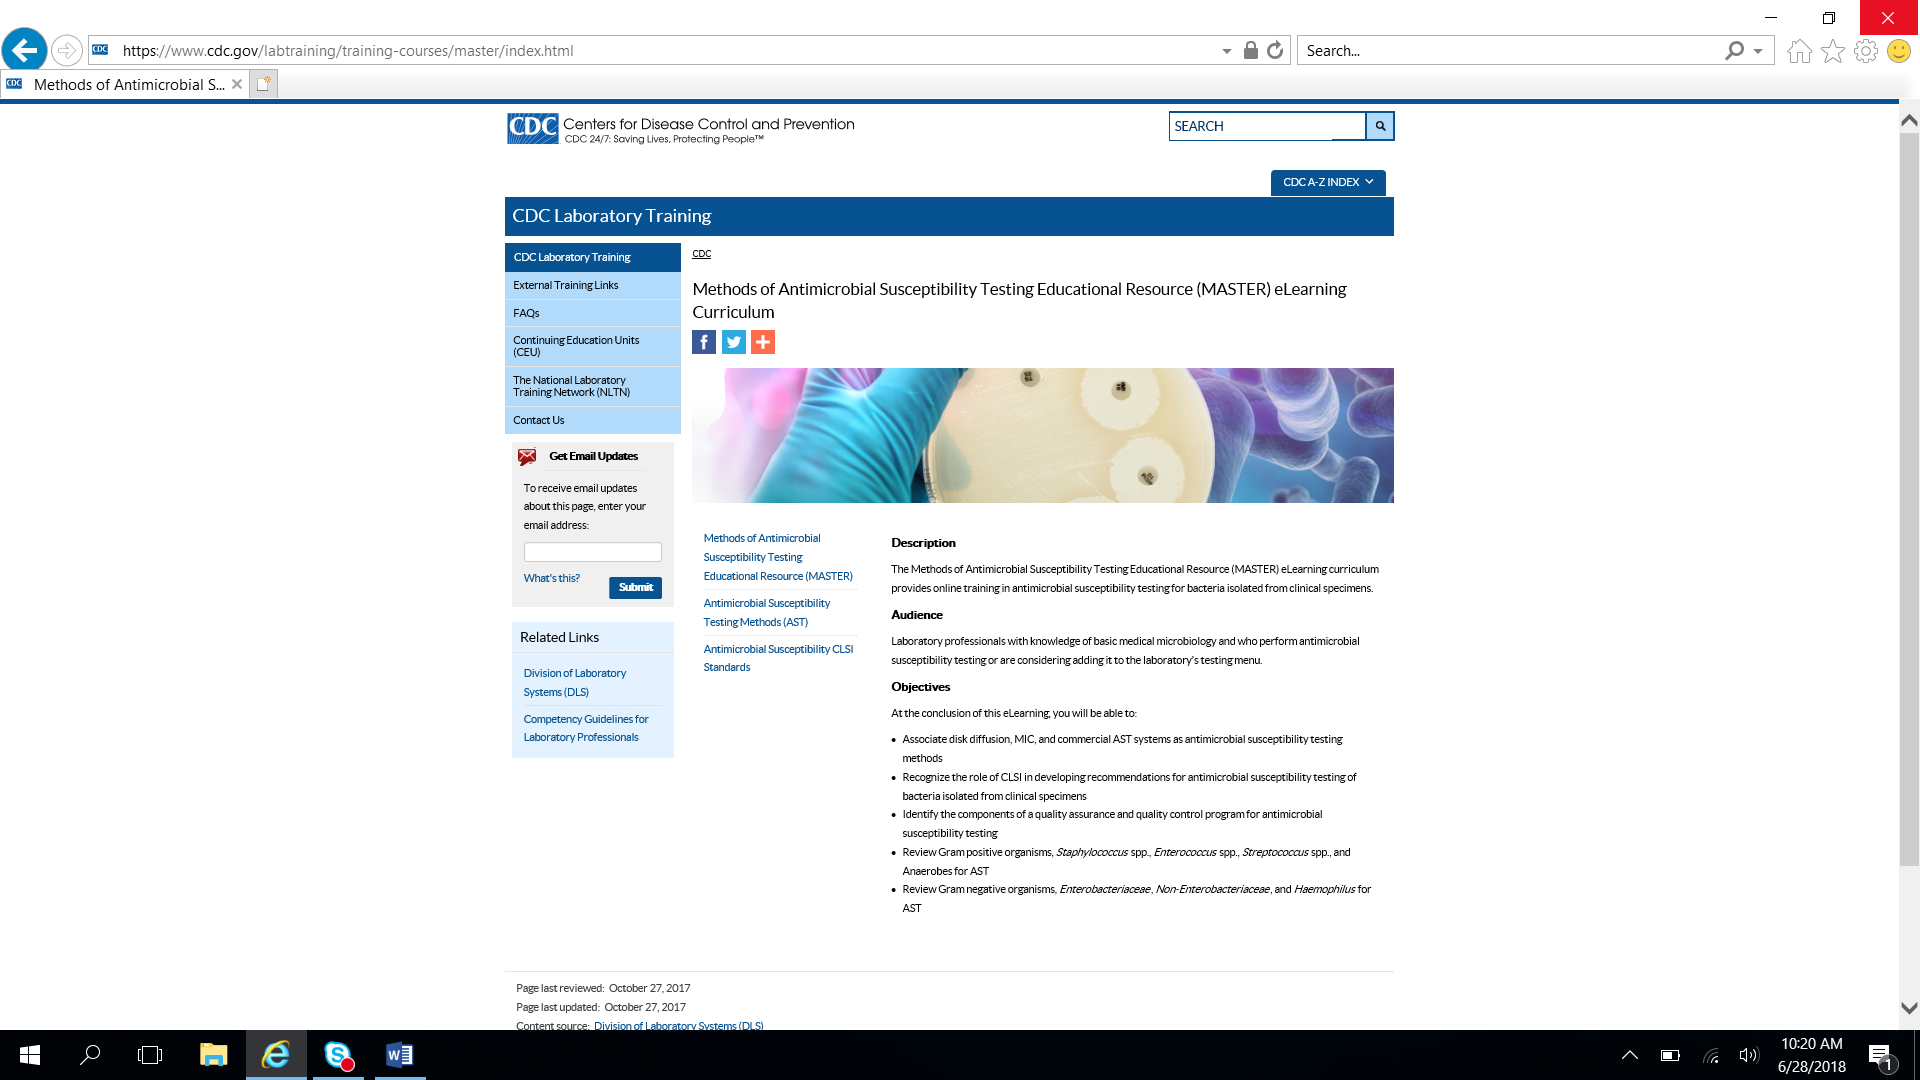 https://www.cdc.gov/labtraining/training-courses/master/index.html
Search...
Methods of Antimicrobial S...
CDC Centers for Disease Control and Prevention
CDC 24/7: Saving Lives, Protecting People™
SEARCH
CDC A-Z INDEX
CDC Laboratory Training
CDC Laboratory Training
External Training Links
FAQs
Continuing Education Units
(CEU)
The National Laboratory
Training Network (NLTN)
Contact Us
Get Email Updates
To receive email updates
about this page, enter your
email address:
What's this?
Submit
Related Links
Division of Laboratory
Systems (DLS)
Competency Guidelines for
Laboratory Professionals
CDC
Methods of Antimicrobial Susceptibility Testing Educational Resource (MASTER) eLearning
Curriculum
Methods of Antimicrobial
Susceptibility Testing
Educational Resource (MASTER)
Antimicrobial Susceptibility
Testing Methods (AST)
Antimicrobial Susceptibility CLSI
Standards
Description
The Methods of Antimicrobial Susceptibility Testing Educational Resource (MASTER) eLearning curriculum
provides online training in antimicrobial susceptibility testing for bacteria isolated from clinical specimens.
Audience
Laboratory professionals with knowledge of basic medical microbiology and who perform antimicrobial
susceptibility testing or are considering adding it to the laboratory's testing menu.
Objectives
At the conclusion of this eLearning, you will be able to:
• Associate disk diffusion, MIC, and commercial AST systems as antimicrobial susceptibility testing
methods
• Recognize the role of CLSI in developing recommendations for antimicrobial susceptibility testing of
bacteria isolated from clinical specimens
• Identify the components of a quality assurance and quality control program for antimicrobial
susceptibility testing
• Review Gram positive organisms, Staphylococcus spp., Enterococcus spp., Streptococcus spp., and
Anaerobes for AST
• Review Gram negative organisms, Enterobacteriaceae, Non-Enterobacteriaceae, and Haemophilus for
AST
Page last reviewed: October 27, 2017
Page last updated: October 27, 2017
Content source: Division of Laboratory Systems (DLS)
10:20 AM
6/28/2018
1